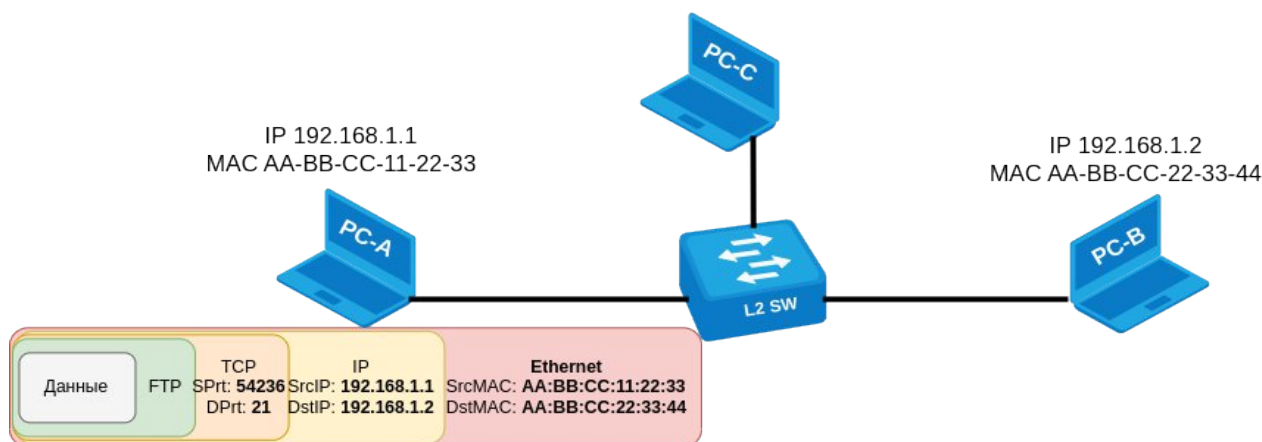 PC-C
IP 192.168.1.1
MAC AA-BB-CC-11-22-33
IP 192.168.1.2
MAC AA-BB-CC-22-33-44
PC-A
PC-B
L2 SW
Данные
FTP
TCP
SPrt: 54236
DPrt: 21
IP
SrcIP: 192.168.1.1
DstIP: 192.168.1.2
Ethernet
SrcMAC: AA:BB:CC:11:22:33
DstMAC: AA:BB:CC:22:33:44